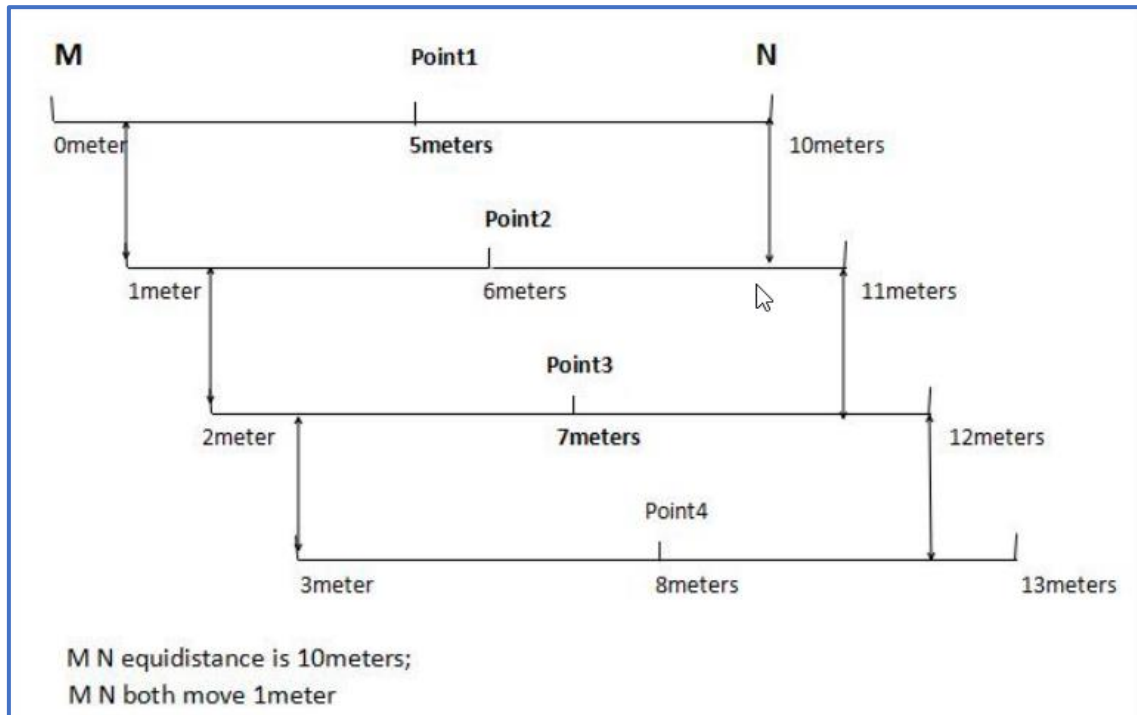 M Point1 N
0meter 5meters 10meters
Point2
1meter 6meters 11meters
Point3
2meter 7meters 12meters
Point4
3meter 8meters 13meters
M N equidistance is 10meters;
M N both move 1meter